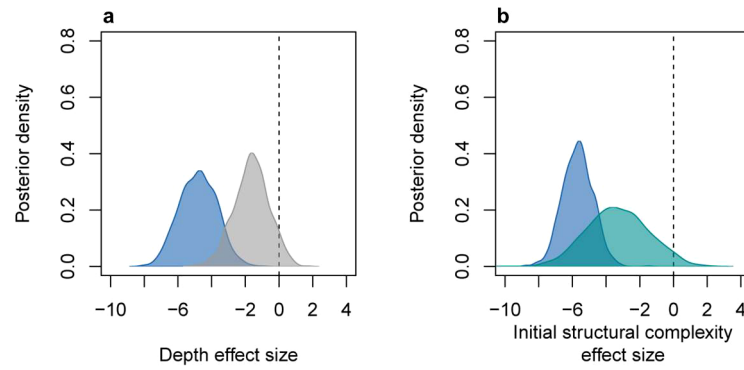 a
0.8
0.6
0.4
0.2
0.0
Posterior density
−10 −6 −2 0 2 4
Depth effect size
b
0.8
0.6
0.4
0.2
0.0
Posterior density
−10 −6 −2 0 2 4
Initial structural complexity
effect size